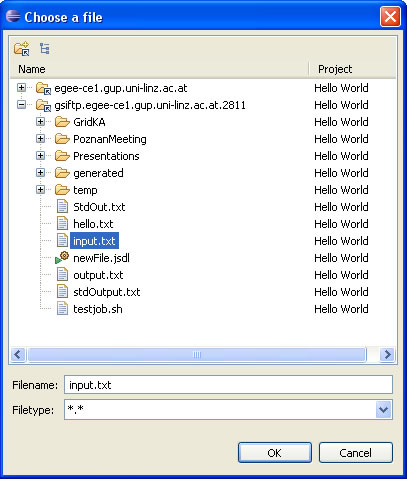 Choose a file
Name Project
egee-ce1.gup.uni-linz.ac.at Hello World
gsiftp.egee-ce1.gup.uni-linz.ac.at.2811 Hello World
GridKA Hello World
PoznanMeeting Hello World
Presentations Hello World
generated Hello World
temp Hello World
StdOut.txt Hello World
hello.txt Hello World
input.txt Hello World
newFile.jsdl Hello World
output.txt Hello World
stdOutput.txt Hello World
testjob.sh Hello World
Filename: input.txt
Filetype: *.*
OK Cancel